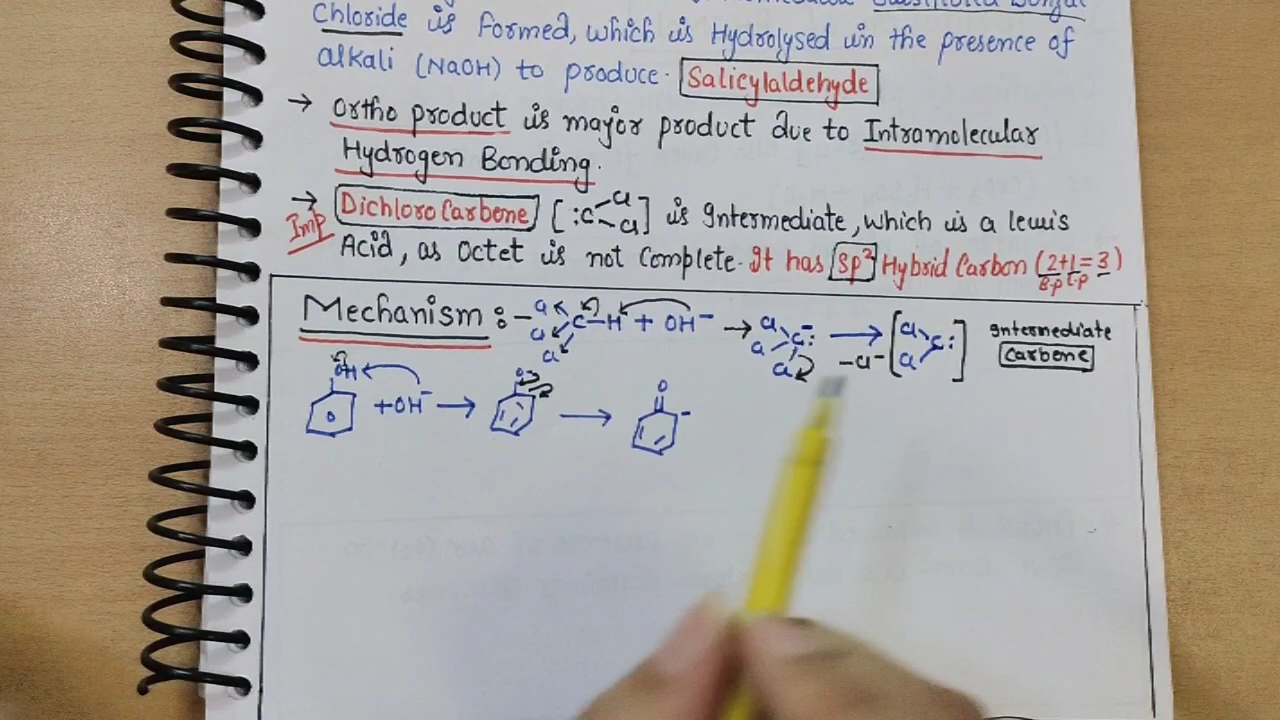 Chloride is Formed, which is Hydrolysed in the presence of
alkali (NaOH) to produce. Salicylaldehyde
→ Ortho product is major product due to Intramolecular
Hydrogen Bonding.
→ Dichloro Carbene [:C Cl Cl] is Intermediate, which is a lewis
Imp
Acid, as Octet is not Complete. It has Sp² Hybrid Carbon (2+1=3)
B.p L.p
Mechanism :- Cl Cl Cl C-H + OH⁻ → Cl Cl Cl C:⁻ → -Cl⁻ [Cl Cl C:] Intermediate
Carbene
OH +OH⁻ → O⁻ → O ⁻